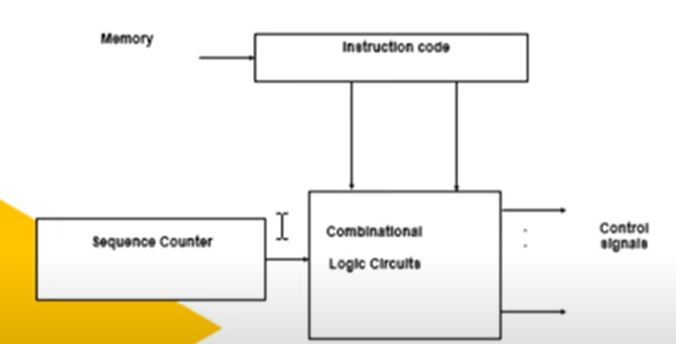 Memory
Instruction code
Sequence Counter
Combinational
Logic Circuits
Control
signals